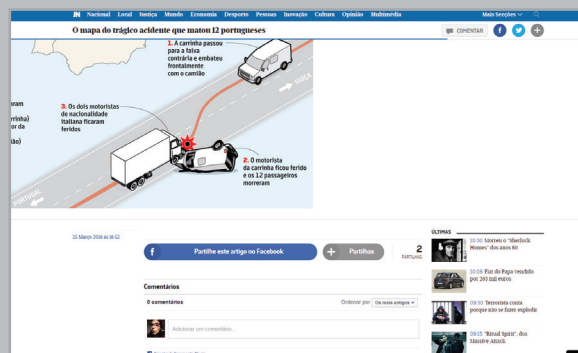 JN Nacional Local Justiça Mundo Economia Desporto Pessoas Inovação Cultura Opinião Multimédia Mais Secções
O mapa do trágico acidente que matou 12 portugueses
COMENTAR
1. A carrinha passou
para a faixa
contrária e embateu
frontalmente
com o camião
SUÍÇA
3. Os dois motoristas
de nacionalidade
italiana ficaram
feridos
2. O motorista
da carrinha ficou ferido
e os 12 passageiros
morreram
PORTUGAL
25 Março 2016 às 16:52
Partilhe este artigo no Facebook
Partilhas
2
PARTILHAS
Comentários
0 comentários
Ordenar por Os mais antigos
Adicionar um comentário...
ÚLTIMAS
10:30 Morreu o "Sherlock
Homes" dos anos 60
10:09 Fiat do Papa vendido
por 263 mil euros
09:30 Terrorista conta
porque não se fazer explodir
09:15 "Ritual Spirit", dos
Massive Attack